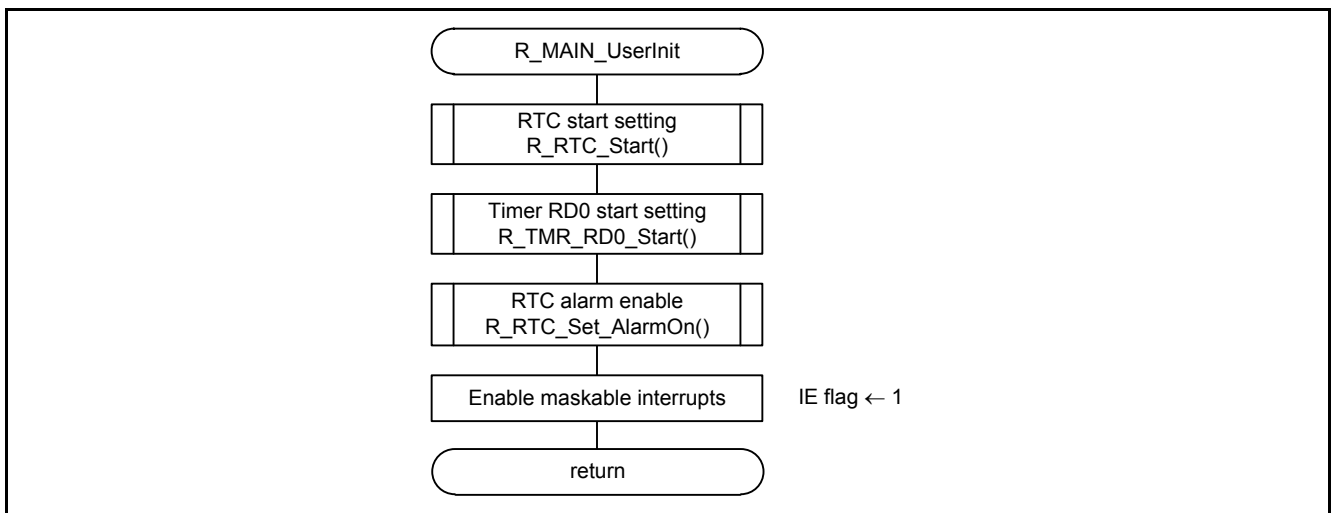 R_MAIN_UserInit
RTC start setting
R_RTC_Start()
Timer RD0 start setting
R_TMR_RD0_Start()
RTC alarm enable
R_RTC_Set_AlarmOn()
Enable maskable interrupts IE flag ← 1
return